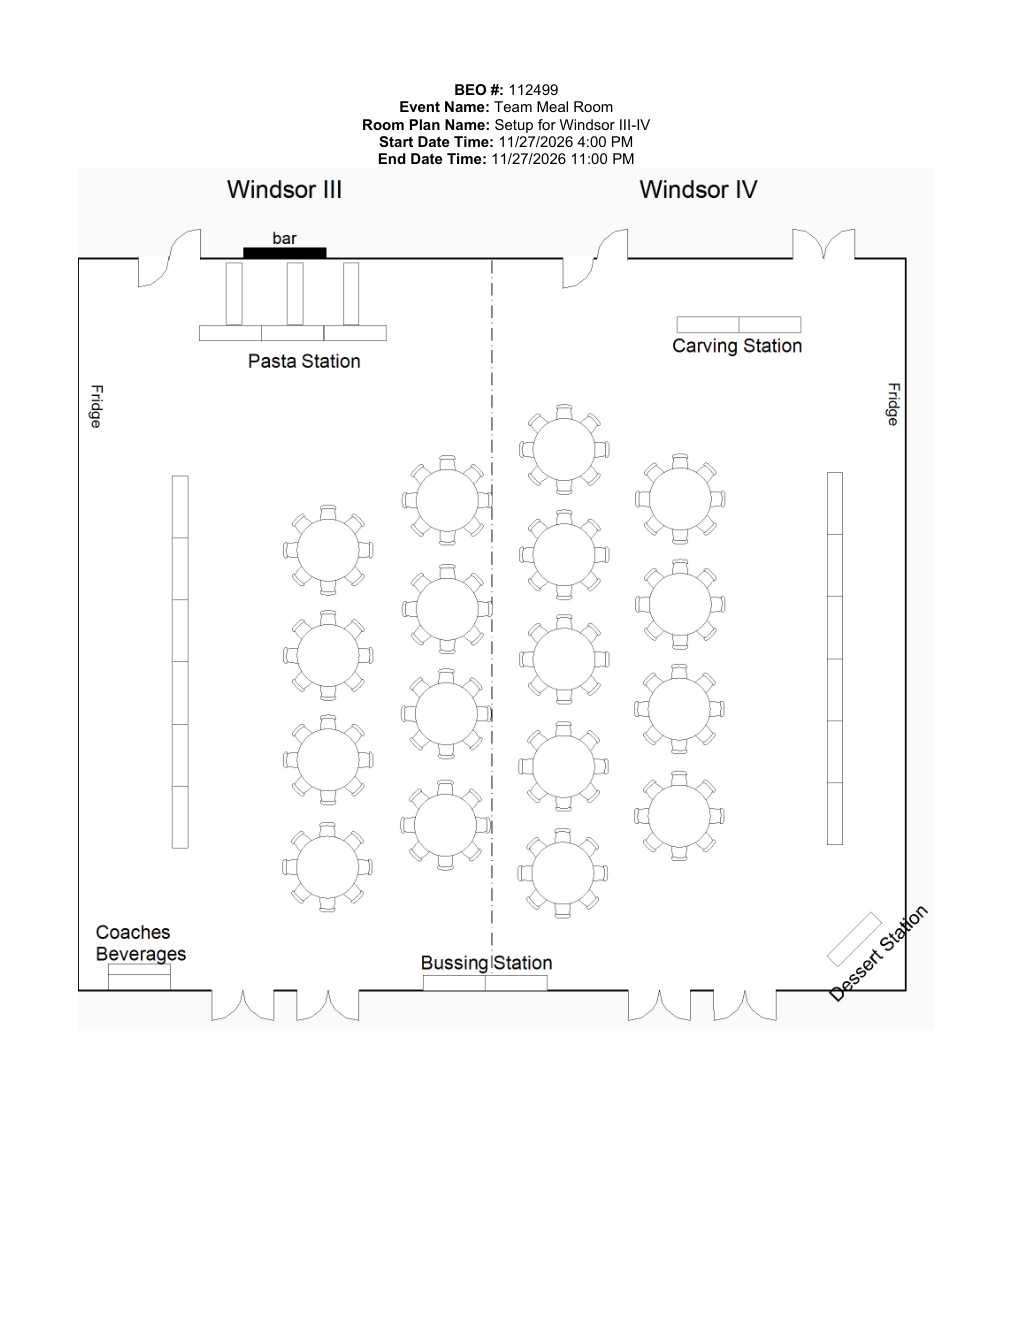 BEO #: 112499
Event Name: Team Meal Room
Room Plan Name: Setup for Windsor III-IV
Start Date Time: 11/27/2026 4:00 PM
End Date Time: 11/27/2026 11:00 PM
Windsor III
Windsor IV
bar
Pasta Station
Carving Station
Fridge
Fridge
Coaches
Beverages
Bussing Station
Dessert Station